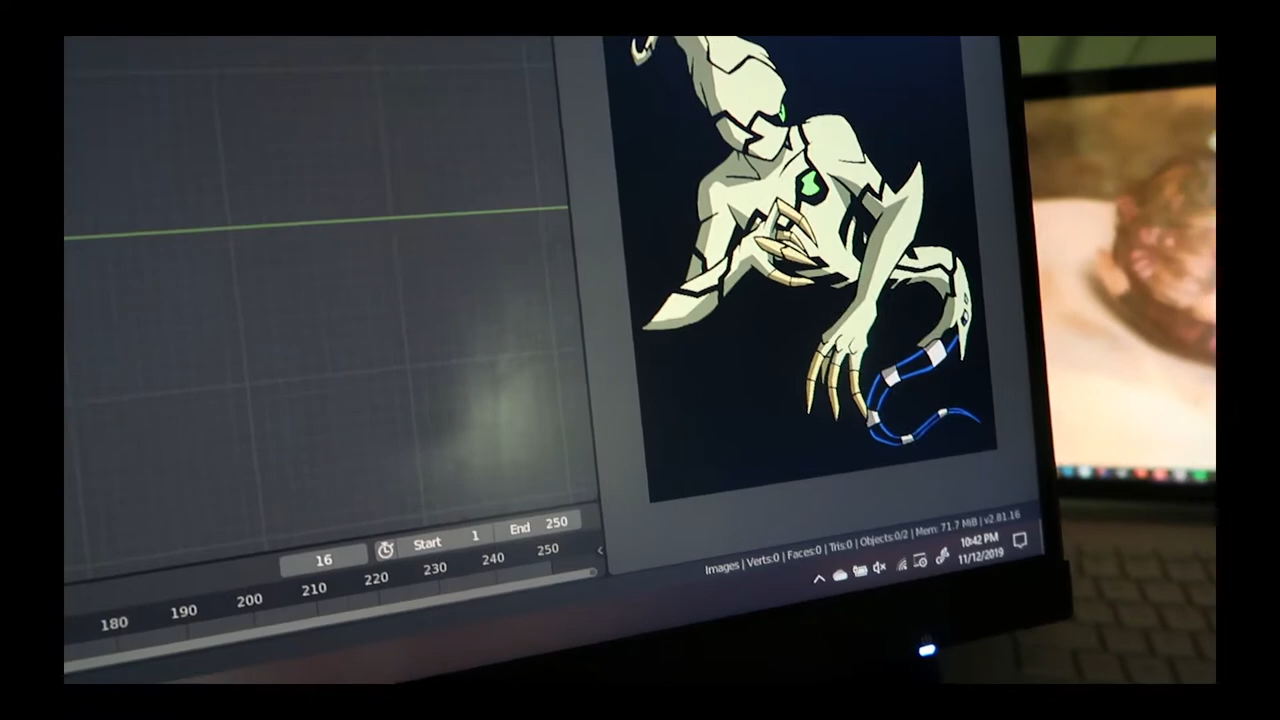 16 Start 1 End 250
180 190 200 210 220 230 240 250
Images | Verts:0 | Faces:0 | Tris:0 | Objects:0/2 | Mem: 71.7 MiB | v2.81.16
10:42 PM
11/12/2019